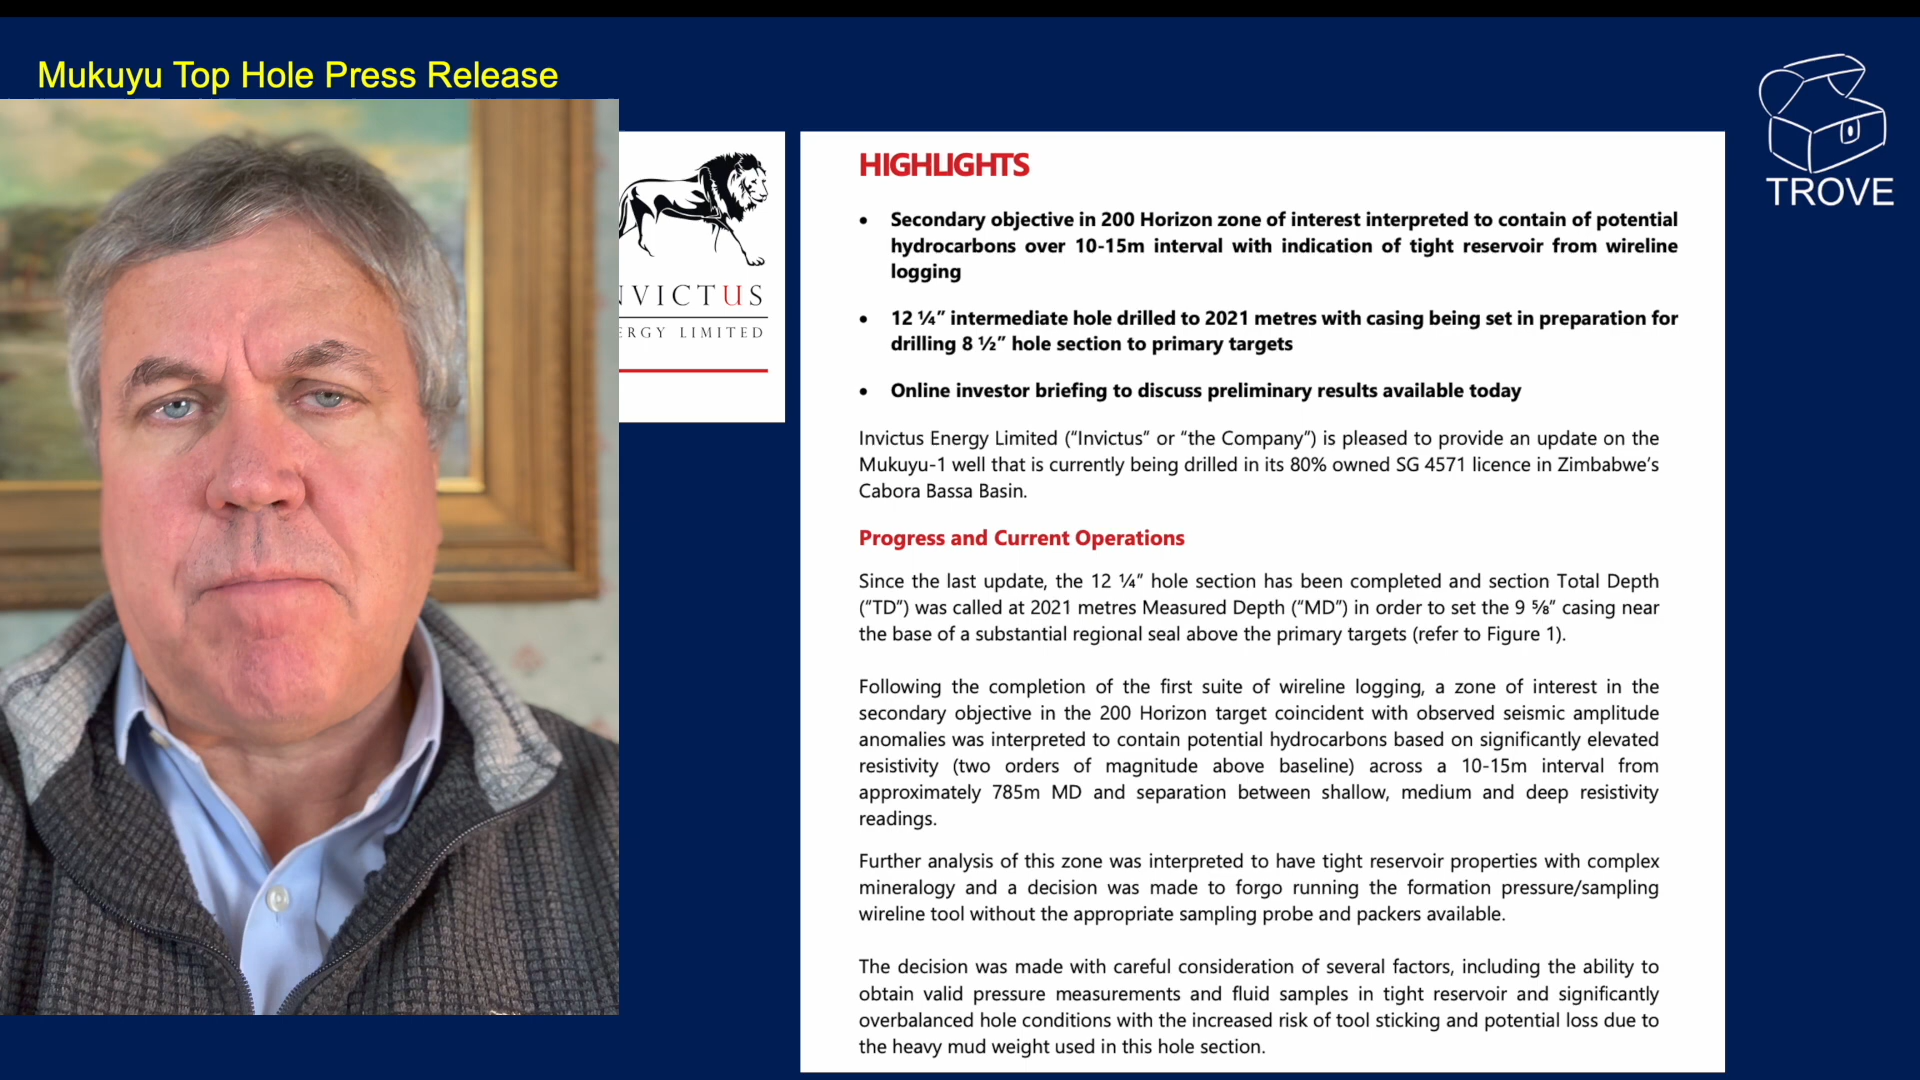 Mukuyu Top Hole Press Release
TROVE
NVICTUS
ERGY LIMITED
HIGHLIGHTS
• Secondary objective in 200 Horizon zone of interest interpreted to contain of potential
hydrocarbons over 10-15m interval with indication of tight reservoir from wireline
logging
• 12 ¼” intermediate hole drilled to 2021 metres with casing being set in preparation for
drilling 8 ½” hole section to primary targets
• Online investor briefing to discuss preliminary results available today
Invictus Energy Limited (“Invictus” or “the Company”) is pleased to provide an update on the
Mukuyu-1 well that is currently being drilled in its 80% owned SG 4571 licence in Zimbabwe’s
Cabora Bassa Basin.
Progress and Current Operations
Since the last update, the 12 ¼” hole section has been completed and section Total Depth
(“TD”) was called at 2021 metres Measured Depth (“MD”) in order to set the 9 ⅝” casing near
the base of a substantial regional seal above the primary targets (refer to Figure 1).
Following the completion of the first suite of wireline logging, a zone of interest in the
secondary objective in the 200 Horizon target coincident with observed seismic amplitude
anomalies was interpreted to contain potential hydrocarbons based on significantly elevated
resistivity (two orders of magnitude above baseline) across a 10-15m interval from
approximately 785m MD and separation between shallow, medium and deep resistivity
readings.
Further analysis of this zone was interpreted to have tight reservoir properties with complex
mineralogy and a decision was made to forgo running the formation pressure/sampling
wireline tool without the appropriate sampling probe and packers available.
The decision was made with careful consideration of several factors, including the ability to
obtain valid pressure measurements and fluid samples in tight reservoir and significantly
overbalanced hole conditions with the increased risk of tool sticking and potential loss due to
the heavy mud weight used in this hole section.